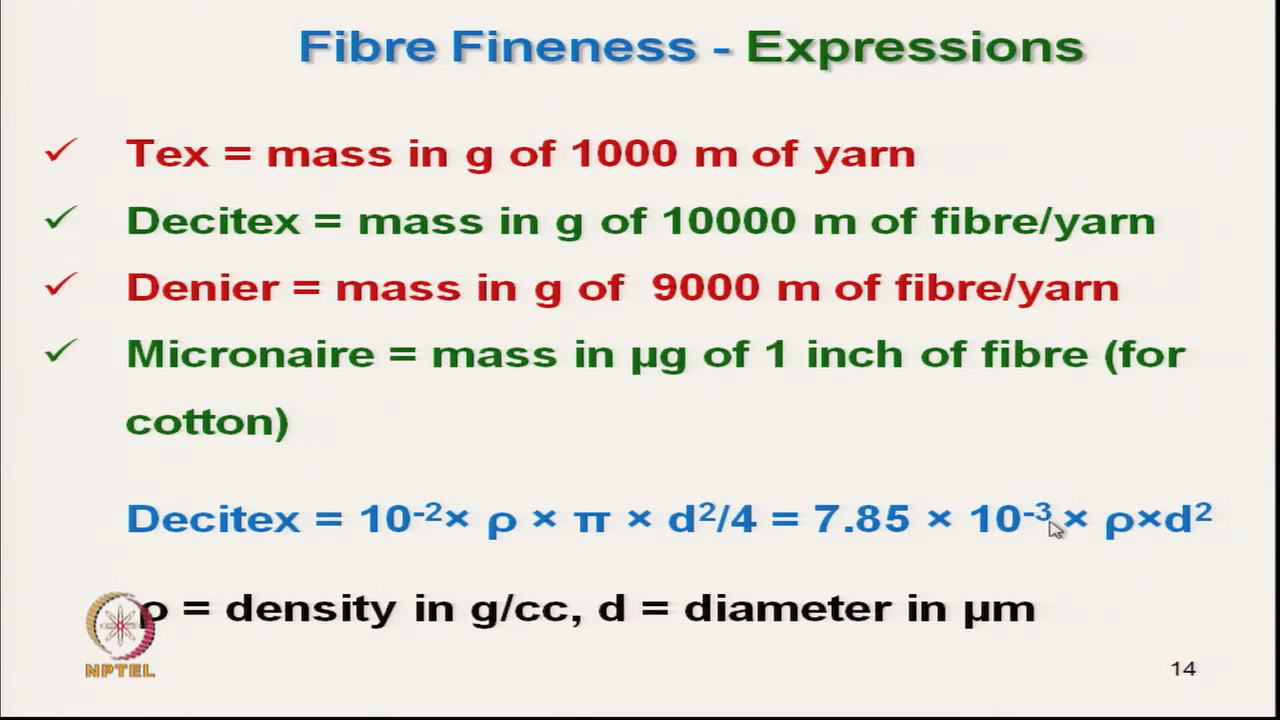 Fibre Fineness - Expressions
✓ Tex = mass in g of 1000 m of yarn
✓ Decitex = mass in g of 10000 m of fibre/yarn
✓ Denier = mass in g of 9000 m of fibre/yarn
✓ Micronaire = mass in µg of 1 inch of fibre (for
cotton)
Decitex = 10⁻²× ρ × π × d²/4 = 7.85 × 10⁻³ × ρ×d²
ρ = density in g/cc, d = diameter in µm
NPTEL
14